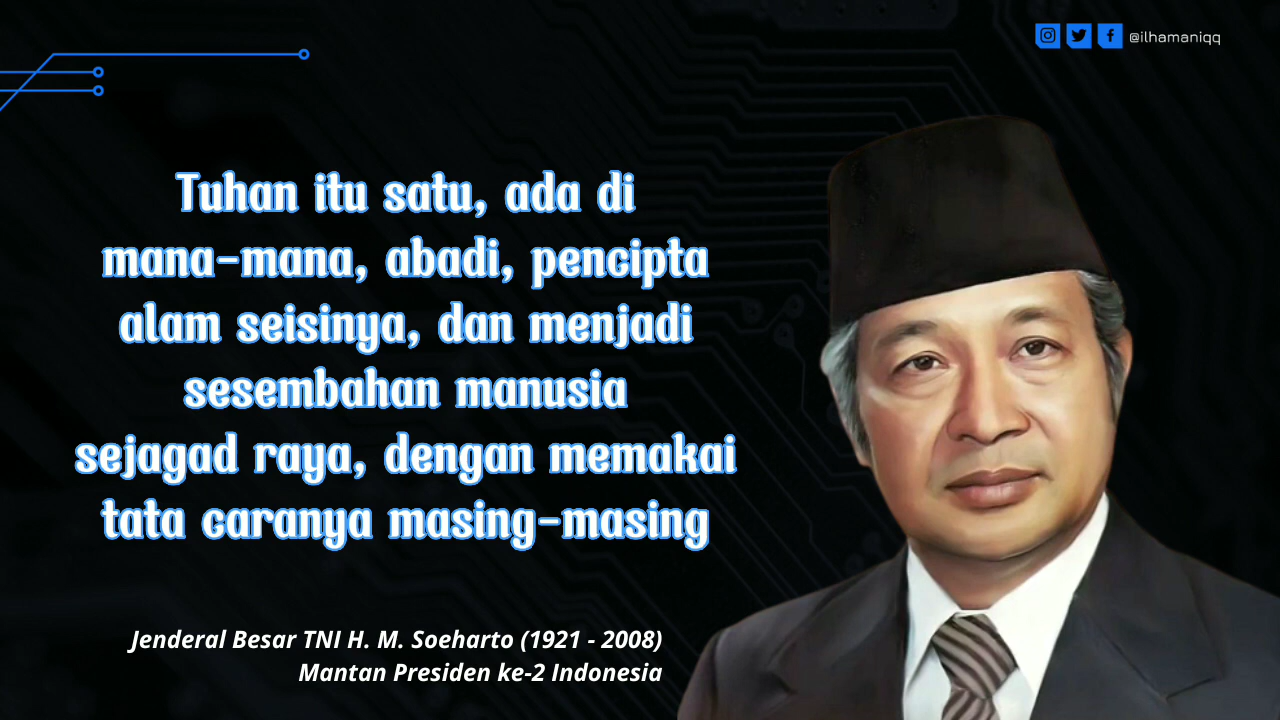 @ilhamaniqq
Tuhan itu satu, ada di
mana-mana, abadi, pencipta
alam seisinya, dan menjadi
sesembahan manusia
sejagad raya, dengan memakai
tata caranya masing-masing
Jenderal Besar TNI H. M. Soeharto (1921 - 2008)
Mantan Presiden ke-2 Indonesia